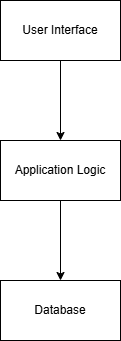 User Interface
Application Logic
Database